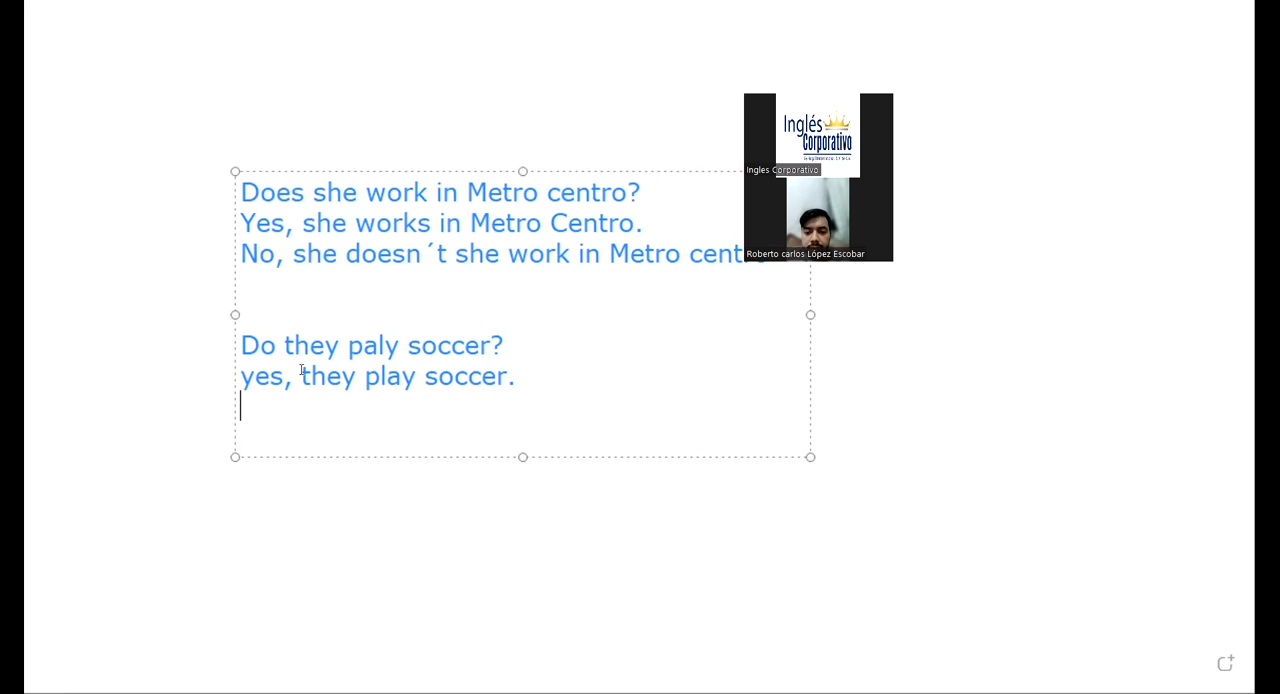 Inglés
Corporativo
Ingles Corporativo
Does she work in Metro centro?
Yes, she works in Metro Centro.
No, she doesn´t she work in Metro
Roberto carlos López Escobar
Do they paly soccer?
yes, they play soccer.